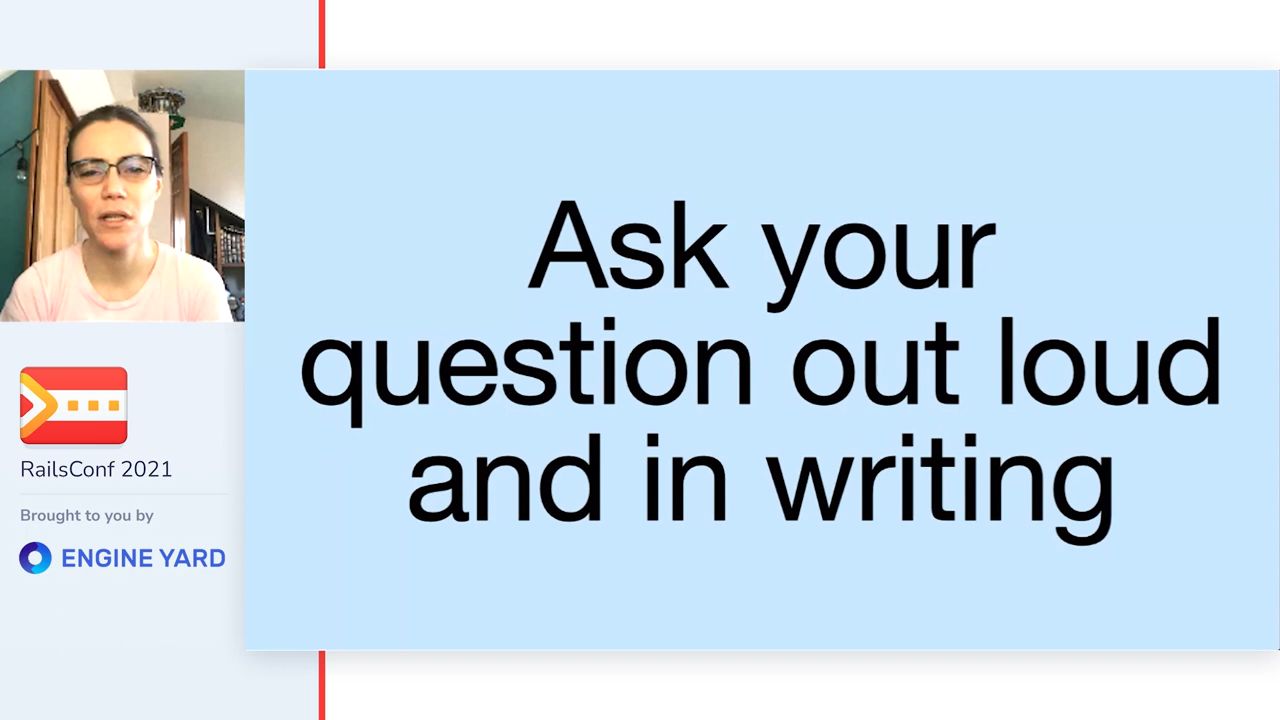 Ask your
question out loud
and in writing
RailsConf 2021
Brought to you by
ENGINE YARD